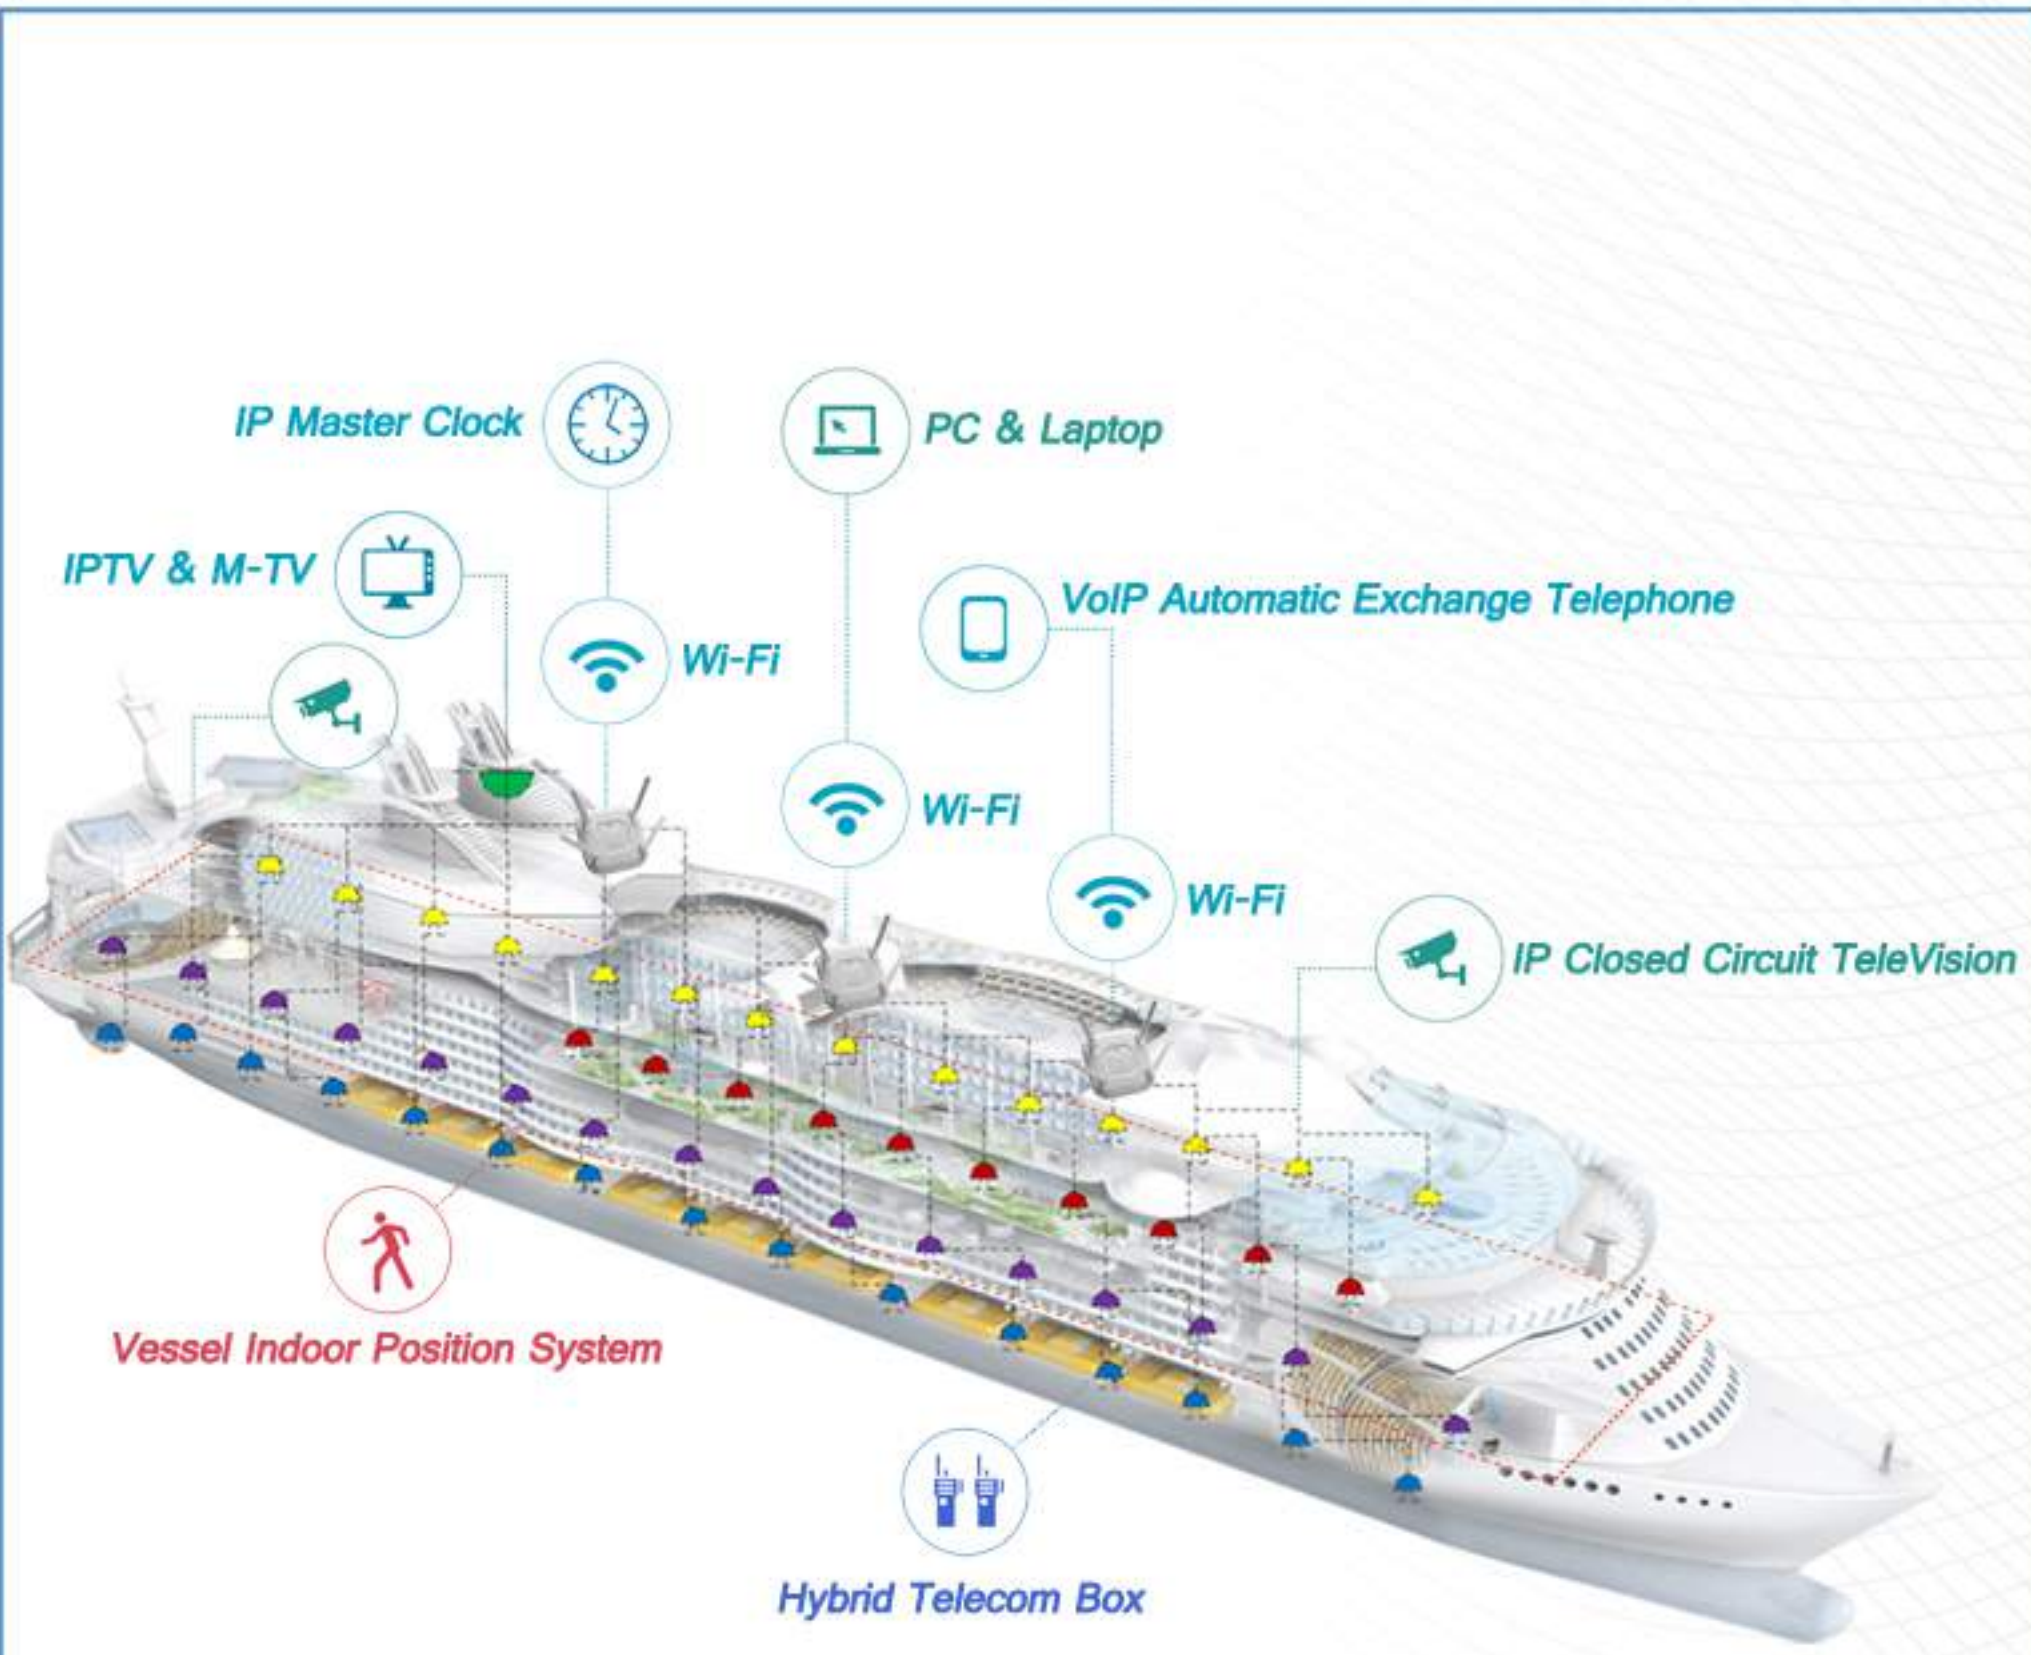 IP Master Clock
PC & Laptop
IPTV & M-TV
VoIP Automatic Exchange Telephone
Wi-Fi
Wi-Fi
Wi-Fi
IP Closed Circuit TeleVision
Vessel Indoor Position System
Hybrid Telecom Box